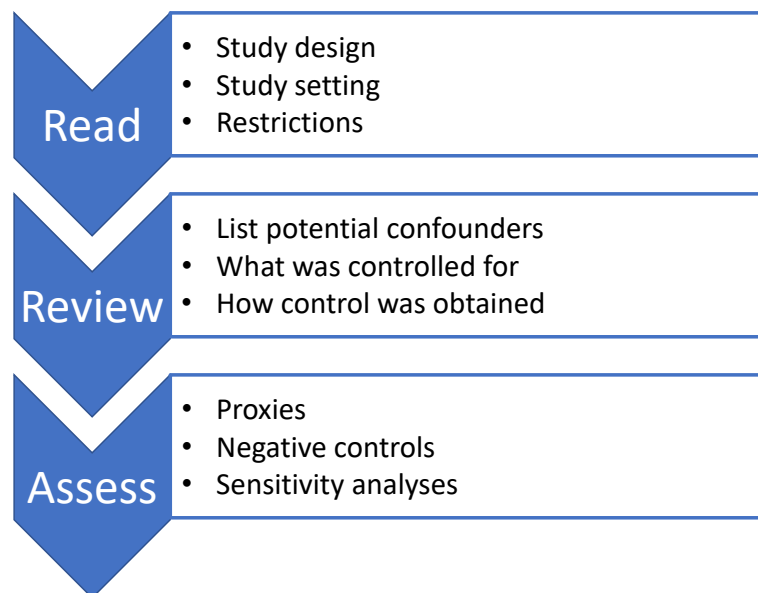 Read
• Study design
• Study setting
• Restrictions
Review
• List potential confounders
• What was controlled for
• How control was obtained
Assess
• Proxies
• Negative controls
• Sensitivity analyses